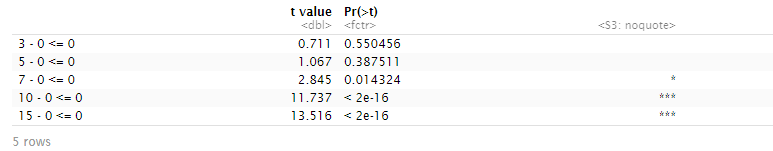 t value Pr(>t)
<dbl> <fctr> <S3: noquote>
3 - 0 <= 0 0.711 0.550456
5 - 0 <= 0 1.067 0.387511
7 - 0 <= 0 2.845 0.014324 *
10 - 0 <= 0 11.737 < 2e-16 ***
15 - 0 <= 0 13.516 < 2e-16 ***
5 rows